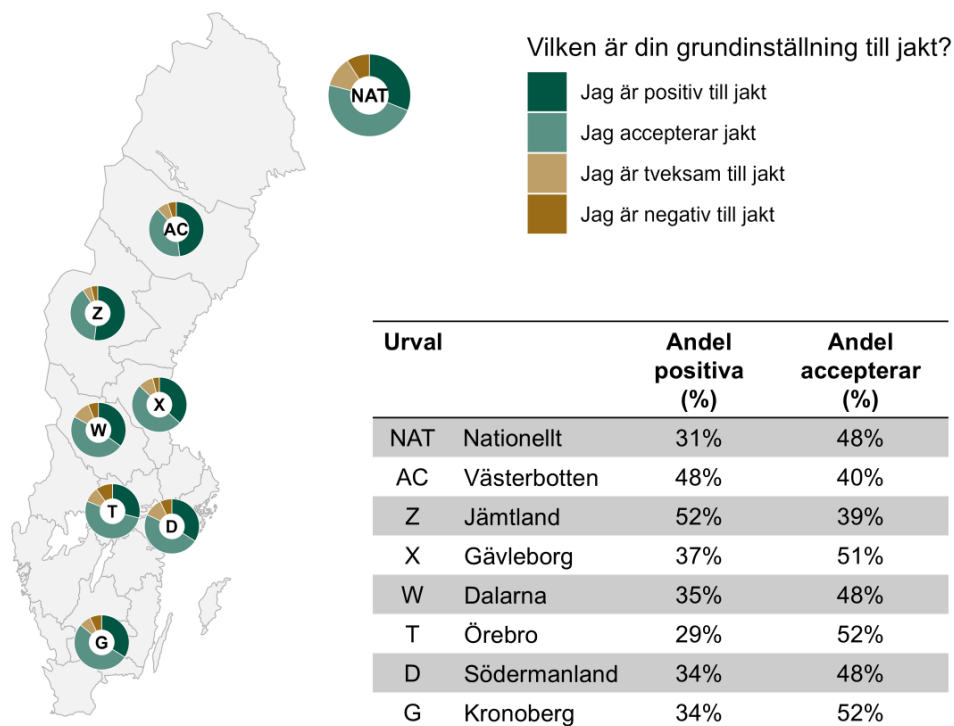 NAT
AC
Z
X
W
T
D
G
Vilken är din grundinställning till jakt?
Jag är positiv till jakt
Jag accepterar jakt
Jag är tveksam till jakt
Jag är negativ till jakt
Urval Andel Andel
positiva accepterar
(%) (%)
NAT Nationellt 31% 48%
AC Västerbotten 48% 40%
Z Jämtland 52% 39%
X Gävleborg 37% 51%
W Dalarna 35% 48%
T Örebro 29% 52%
D Södermanland 34% 48%
G Kronoberg 34% 52%